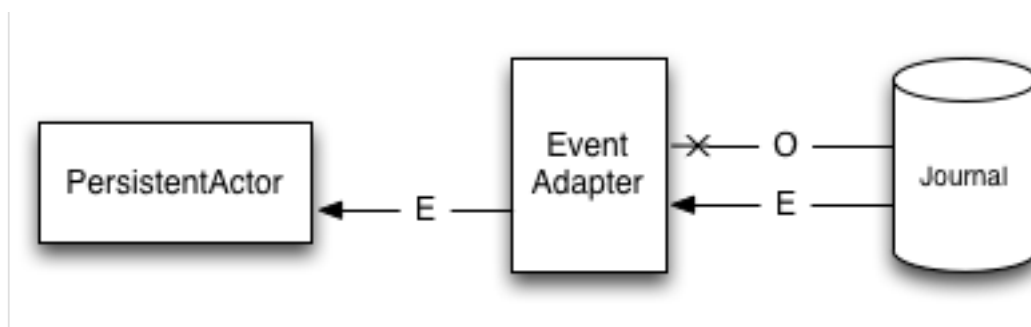 Event
Adapter
O
Journal
PersistentActor
E
E